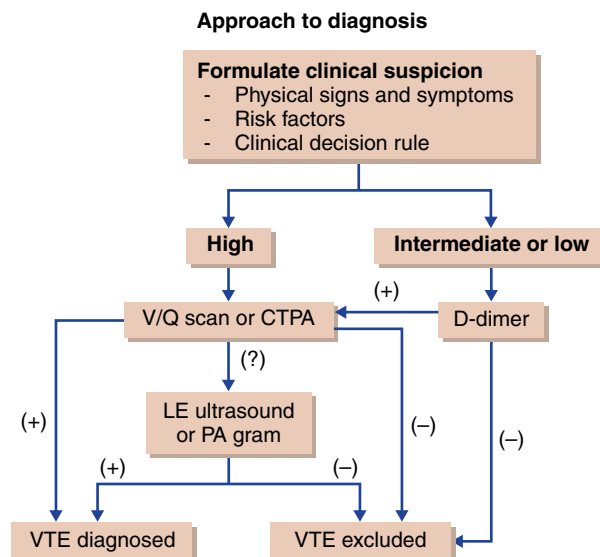 Approach to diagnosis
Formulate clinical suspicion
- Physical signs and symptoms
- Risk factors
- Clinical decision rule
High
Intermediate or low
(+)
V/Q scan or CTPA
D-dimer
(?)
(+)
LE ultrasound
or PA gram
(–)
(–)
(+)
(–)
VTE diagnosed
VTE excluded